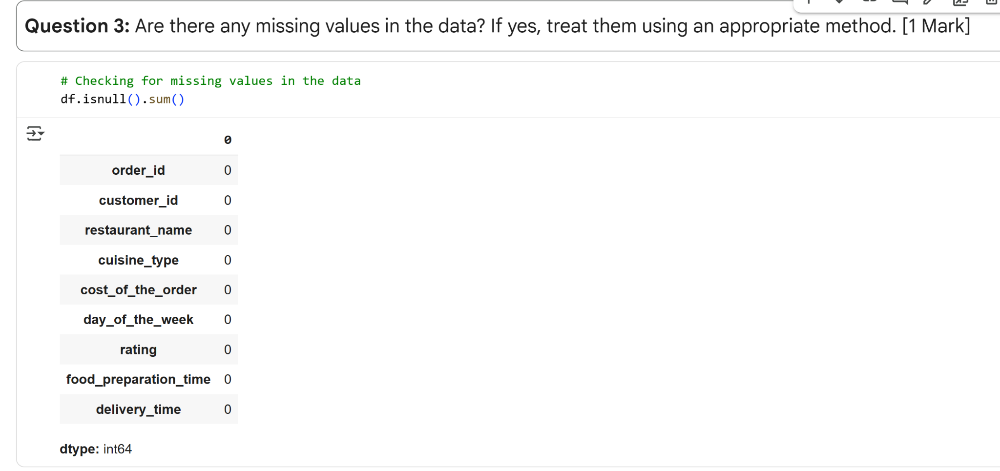 Question 3: Are there any missing values in the data? If yes, treat them using an appropriate method. [1 Mark]
# Checking for missing values in the data
df.isnull().sum()
0
order_id 0
customer_id 0
restaurant_name 0
cuisine_type 0
cost_of_the_order 0
day_of_the_week 0
rating 0
food_preparation_time 0
delivery_time 0
dtype: int64